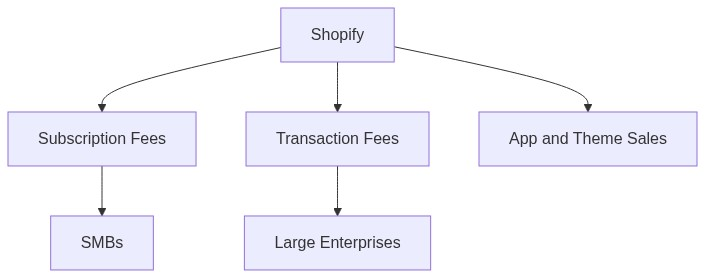 Shopify
Subscription Fees
Transaction Fees
App and Theme Sales
SMBs
Large Enterprises